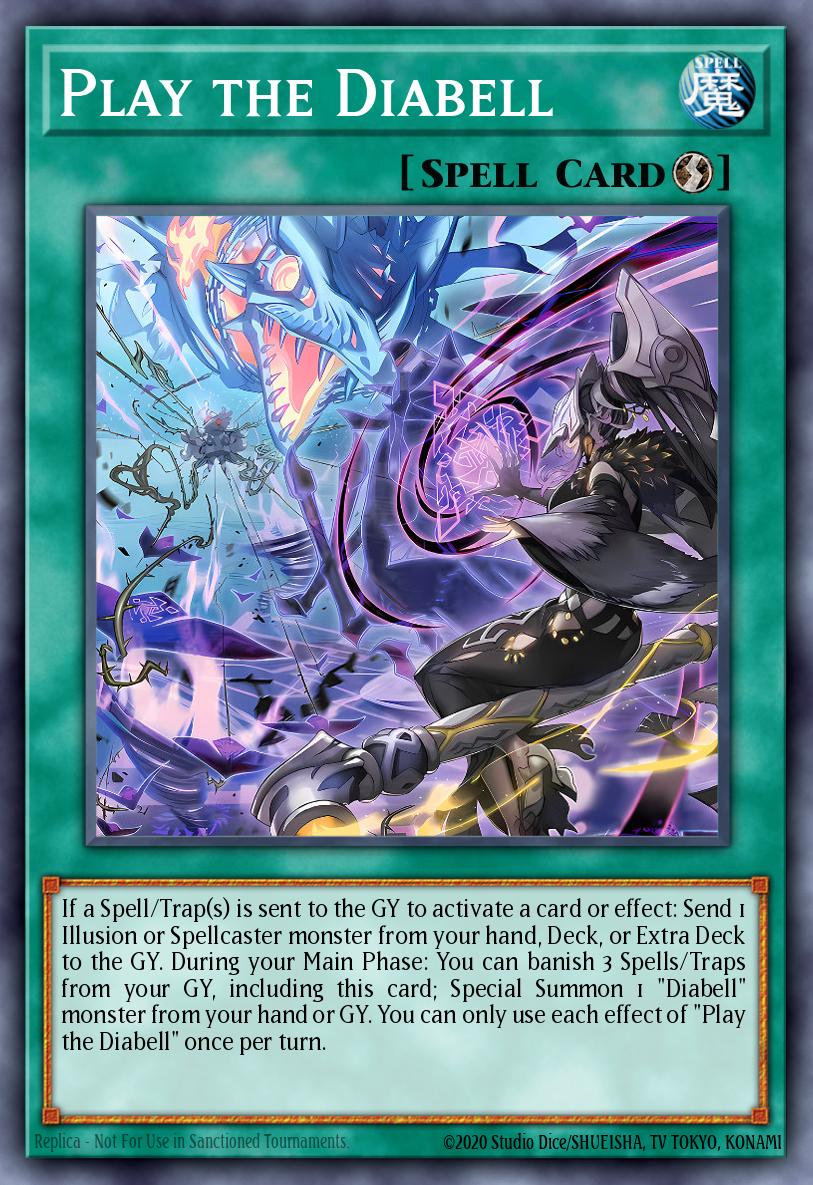 Play the Diabell
SPELL
魔
[Spell Card]
If a Spell/Trap(s) is sent to the GY to activate a card or effect: Send 1
Illusion or Spellcaster monster from your hand, Deck, or Extra Deck
to the GY. During your Main Phase: You can banish 3 Spells/Traps
from your GY, including this card; Special Summon 1 "Diabell"
monster from your hand or GY. You can only use each effect of "Play
the Diabell" once per turn.
Replica - Not For Use in Sanctioned Tournaments.
©2020 Studio Dice/SHUEISHA, TV TOKYO, KONAMI